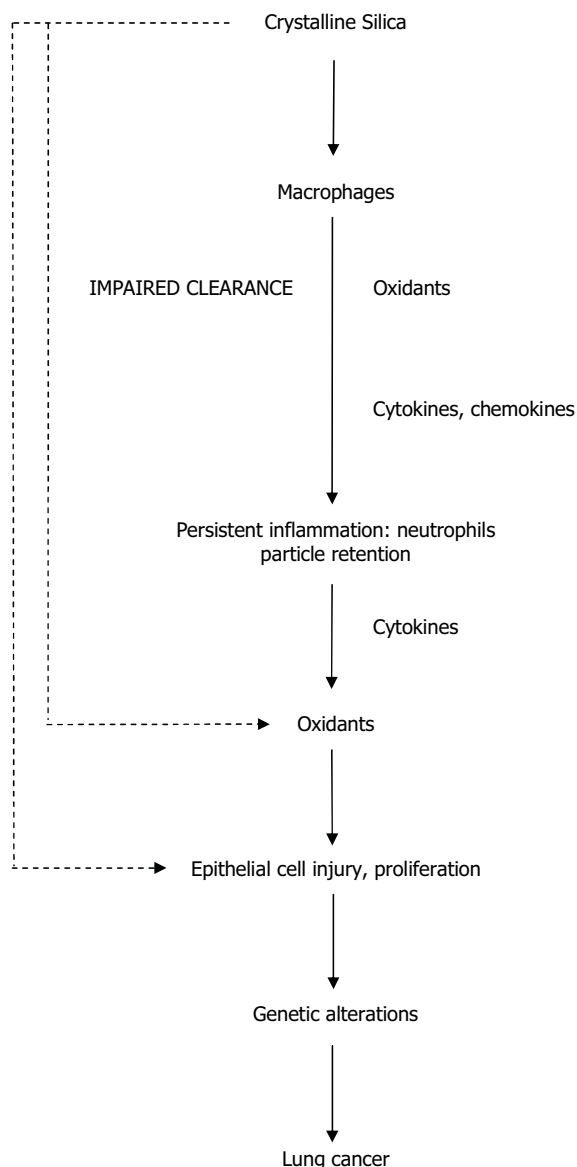 Crystalline Silica
Macrophages
IMPAIRED CLEARANCE
Oxidants
Cytokines, chemokines
Persistent inflammation: neutrophils
particle retention
Cytokines
Oxidants
Epithelial cell injury, proliferation
Genetic alterations
Lung cancer